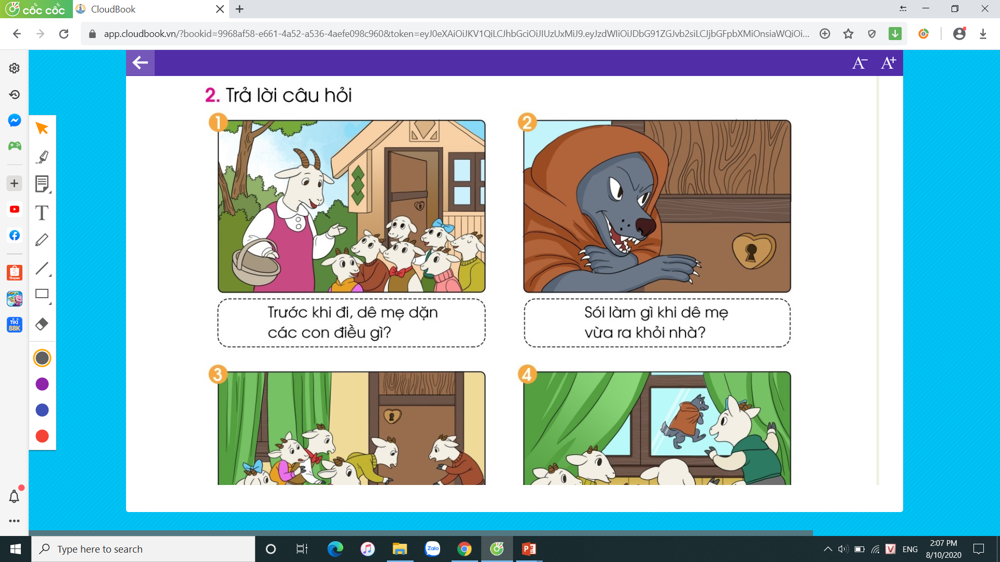 cốc cốc
CloudBook
app.cloudbook.vn/?bookid=9968af58-e661-4a52-a536-4aefe098c960&token=eyJ0eXAiOiJKV1QiLCJhbGciOiJIUzUxMiJ9.eyJzdWIiOiJDbG91ZGJvb2siLCJjbGFpbXMiOnsiaWQiOi...
A- A+
2. Trả lời câu hỏi
1
2
Trước khi đi, dê mẹ dặn
các con điều gì?
Sói làm gì khi dê mẹ
vừa ra khỏi nhà?
3
4
T
Shopee
TIKI
88K
Type here to search
Zalo
ENG
2:07 PM
8/10/2020